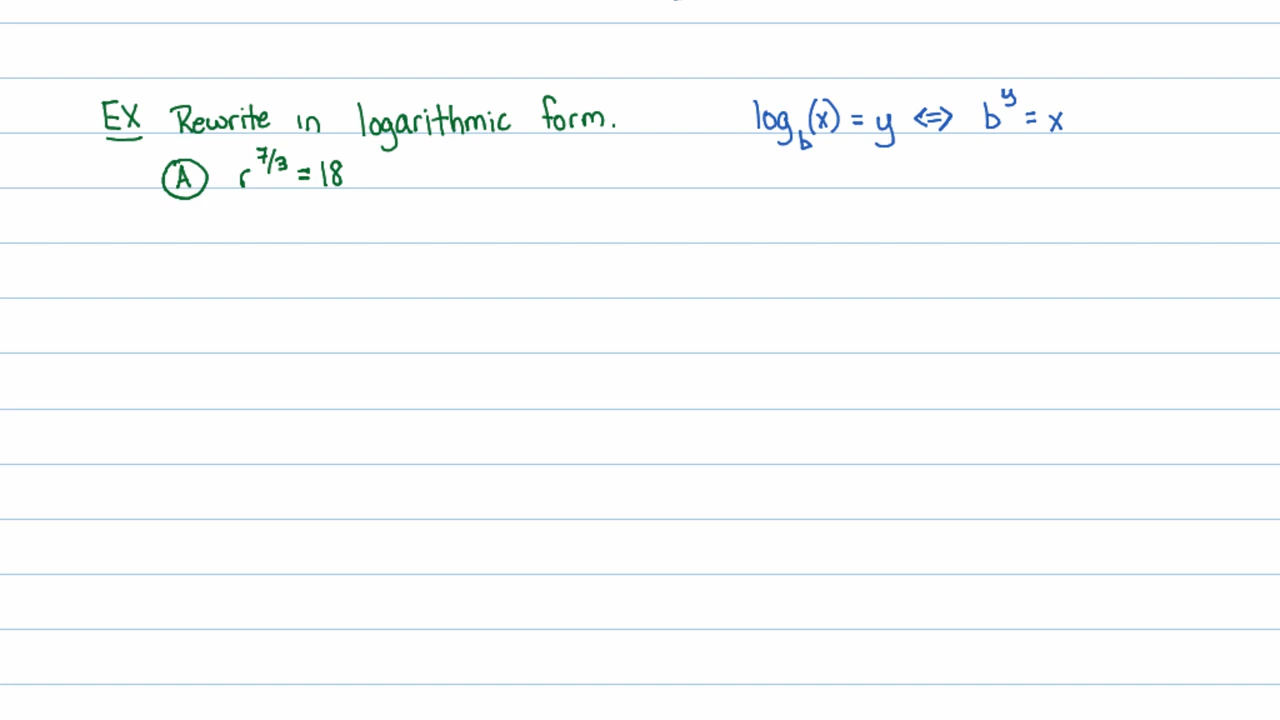 EX Rewrite in logarithmic form. log_b(x) = y <=> b^y = x
A r^7/3 = 18